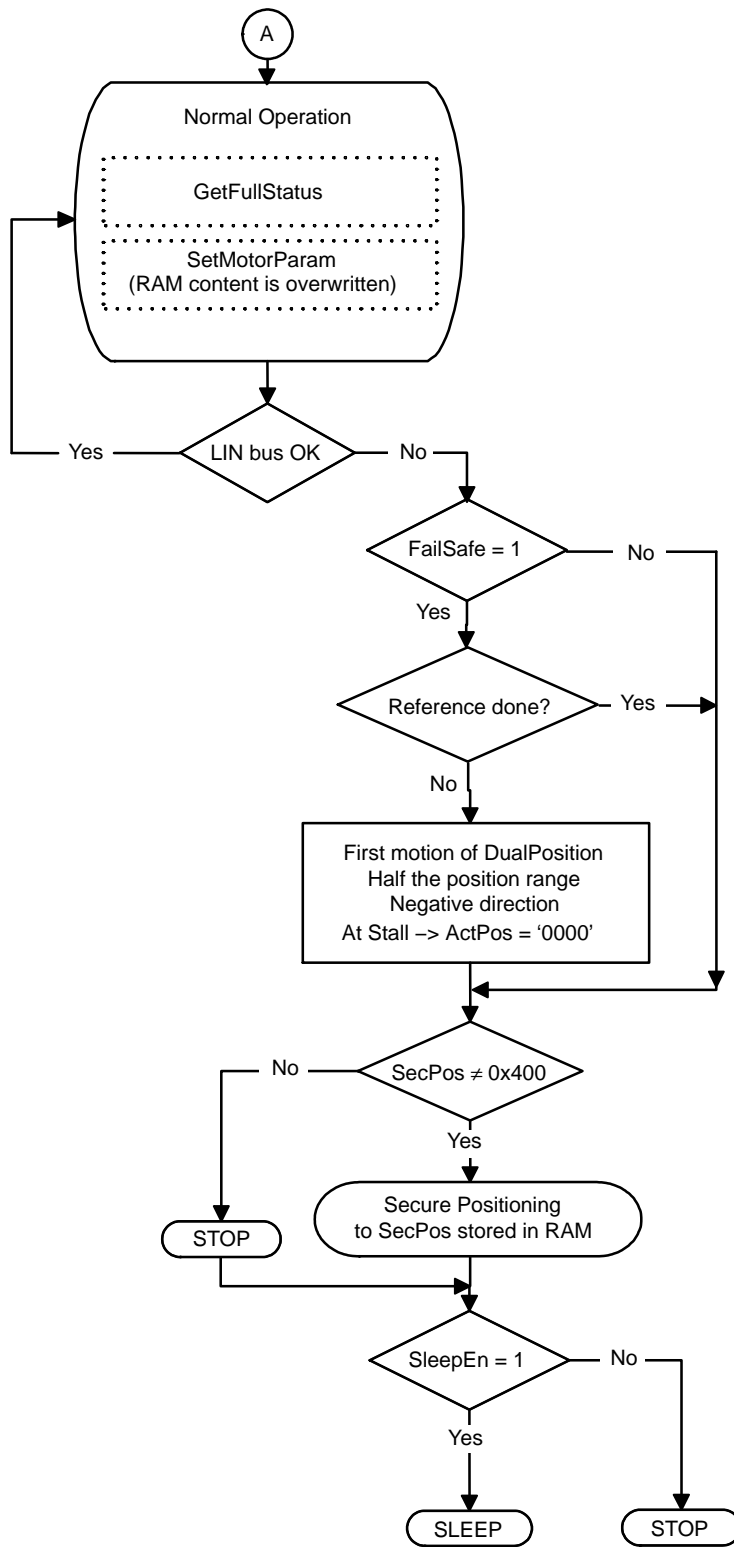 A
Normal Operation
GetFullStatus
SetMotorParam
(RAM content is overwritten)
Yes
LIN bus OK
No
FailSafe = 1
No
Yes
Reference done?
Yes
No
First motion of DualPosition
Half the position range
Negative direction
At Stall −> ActPos = ‘0000’
No
SecPos ≠ 0x400
Yes
Secure Positioning
to SecPos stored in RAM
STOP
SleepEn = 1
No
Yes
SLEEP
STOP